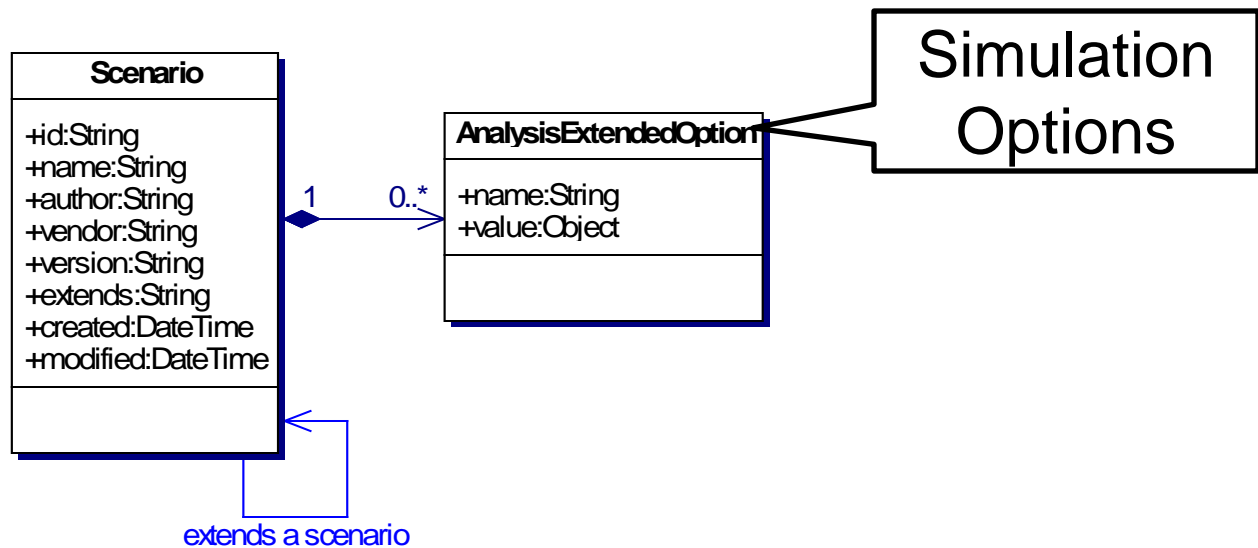 Scenario
+id:String
+name:String
+author:String
+vendor:String
+version:String
+extends:String
+created:DateTime
+modified:DateTime
1
0..*
AnalysisExtendedOption
+name:String
+value:Object
Simulation
Options
extends a scenario